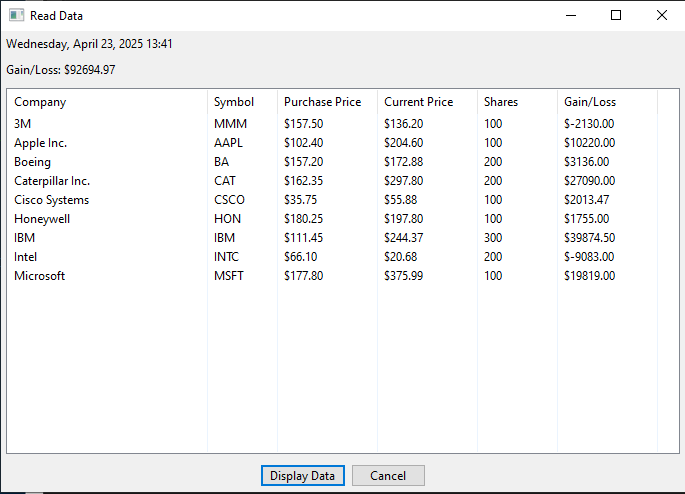 Read Data
Wednesday, April 23, 2025 13:41
Gain/Loss: $92694.97
Company Symbol Purchase Price Current Price Shares Gain/Loss
3M MMM $157.50 $136.20 100 $-2130.00
Apple Inc. AAPL $102.40 $204.60 100 $10220.00
Boeing BA $157.20 $172.88 200 $3136.00
Caterpillar Inc. CAT $162.35 $297.80 200 $27090.00
Cisco Systems CSCO $35.75 $55.88 100 $2013.47
Honeywell HON $180.25 $197.80 100 $1755.00
IBM IBM $111.45 $244.37 300 $39874.50
Intel INTC $66.10 $20.68 200 $-9083.00
Microsoft MSFT $177.80 $375.99 100 $19819.00
Display Data Cancel